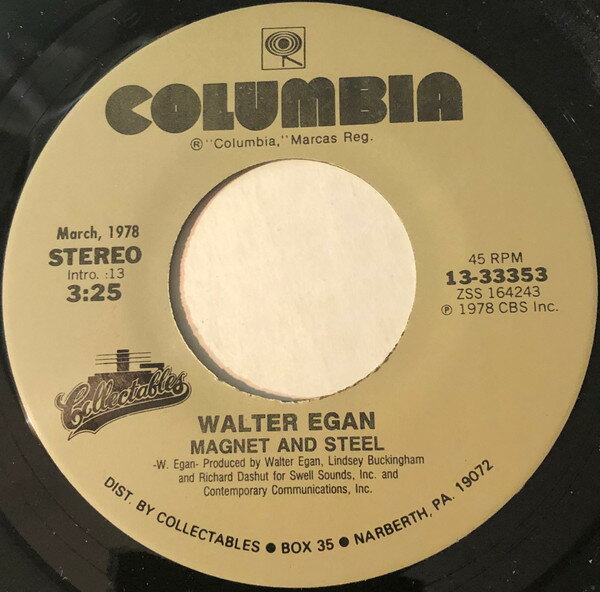 COLUMBIA
® "Columbia," Marcas Reg.
March, 1978
STEREO
Intro. :13
3:25
45 RPM
13-33353
ZSS 164243
℗ 1978 CBS Inc.
Collectables
WALTER EGAN
MAGNET AND STEEL
-W. Egan- Produced by Walter Egan, Lindsey Buckingham
and Richard Dashut for Swell Sounds, Inc. and
Contemporary Communications, Inc.
DIST. BY COLLECTABLES ● BOX 35 ● NARBERTH, PA. 19072